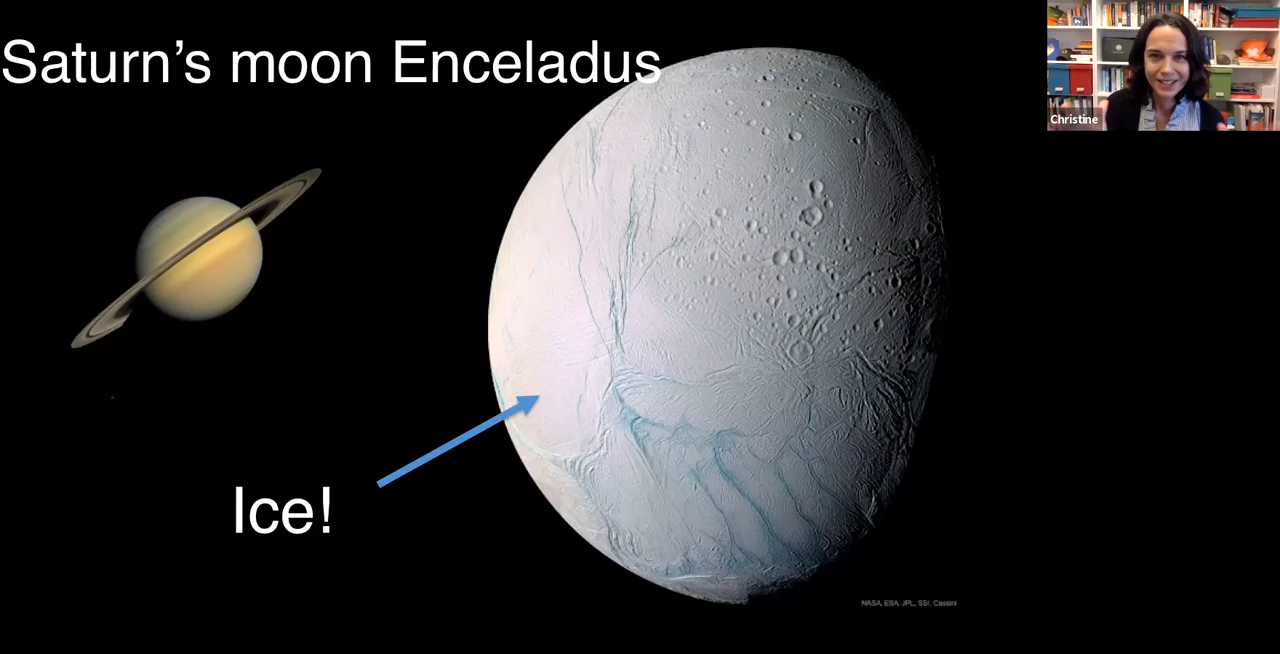 Saturn’s moon Enceladus
Christine
Ice!
NASA, ESA, JPL, SSI, Cassini